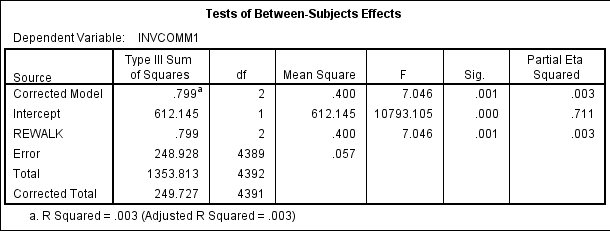 Tests of Between-Subjects Effects
Dependent Variable: INVCOMM1
Source Type III Sum of Squares df Mean Square F Sig. Partial Eta Squared
Corrected Model .799a 2 .400 7.046 .001 .003
Intercept 612.145 1 612.145 10793.105 .000 .711
REWALK .799 2 .400 7.046 .001 .003
Error 248.928 4389 .057
Total 1353.813 4392
Corrected Total 249.727 4391
a. R Squared = .003 (Adjusted R Squared = .003)